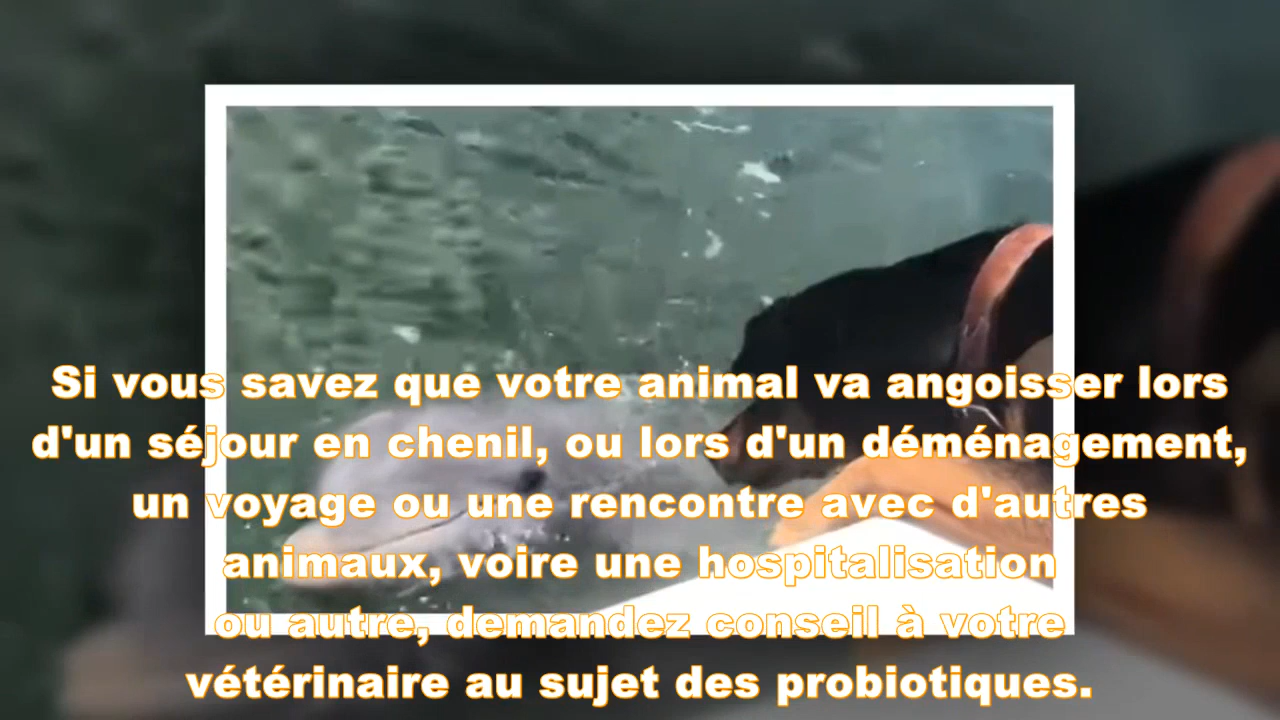 Si vous savez que votre animal va angoisser lors
d'un séjour en chenil, ou lors d'un déménagement,
un voyage ou une rencontre avec d'autres
animaux, voire une hospitalisation
ou autre, demandez conseil à votre
vétérinaire au sujet des probiotiques.